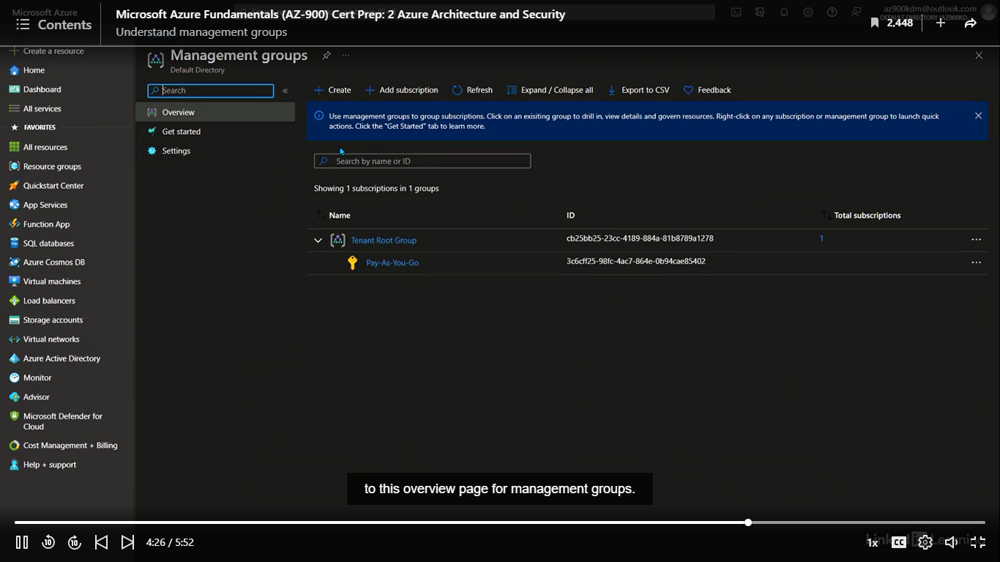 Microsoft Azure
Microsoft Azure Fundamentals (AZ-900) Cert Prep: 2 Azure Architecture and Security
az900kdm@outlook.com
Contents
Understand management groups
2,448
Create a resource
Home
Dashboard
All services
FAVORITES
All resources
Resource groups
Quickstart Center
App Services
Function App
SQL databases
Azure Cosmos DB
Virtual machines
Load balancers
Storage accounts
Virtual networks
Azure Active Directory
Monitor
Advisor
Microsoft Defender for
Cloud
Cost Management + Billing
Help + support
Management groups
Default Directory
Search
Overview
Get started
Settings
Create
Add subscription
Refresh
Expand / Collapse all
Export to CSV
Feedback
Use management groups to group subscriptions. Click on an exisiting group to drill in, view details and govern resources. Right-click on any subscription or management group to launch quick
actions. Click the "Get Started" tab to learn more.
Search by name or ID
Showing 1 subscriptions in 1 groups
Name ID Total subscriptions
Tenant Root Group cb25bb25-23cc-4189-884a-81b8789a1278 1
Pay-As-You-Go 3c6cff25-98fc-4ac7-864e-0b94cae85402
to this overview page for management groups.
10
10
4:26 / 5:52
1x
CC